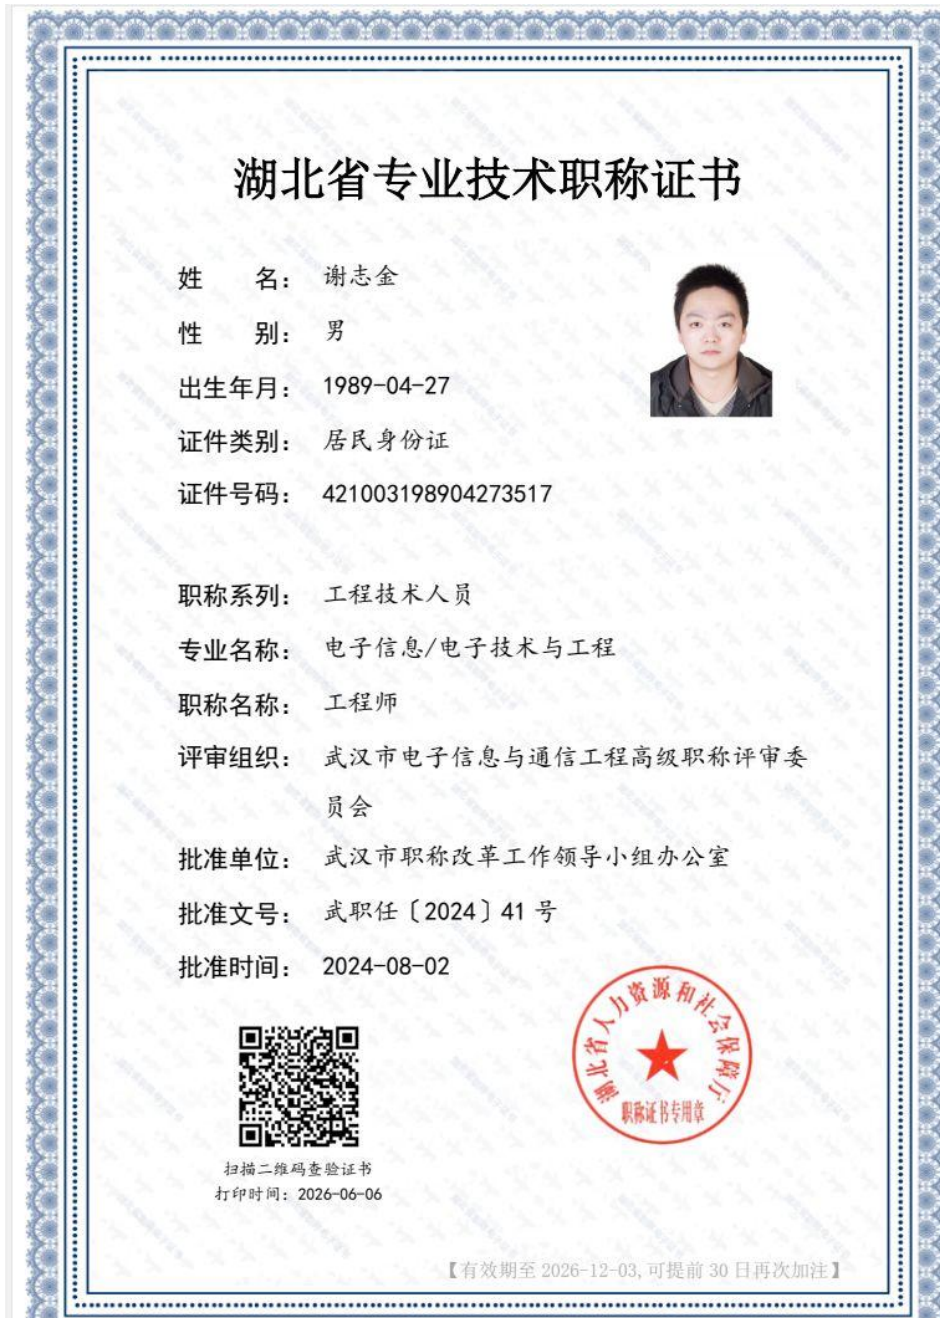 湖北省专业技术职称证书
姓 名： 谢志金
性 别： 男
出生年月： 1989-04-27
证件类别： 居民身份证
证件号码： 421003198904273517
职称系列： 工程技术人员
专业名称： 电子信息/电子技术与工程
职称名称： 工程师
评审组织： 武汉市电子信息与通信工程高级职称评审委
员会
批准单位： 武汉市职称改革工作领导小组办公室
批准文号： 武职任〔2024〕41 号
批准时间： 2024-08-02
湖北省人力资源和社会保障厅
职称证书专用章
扫描二维码查验证书
打印时间：2026-06-06
【有效期至 2026-12-03,可提前 30 日再次加注】